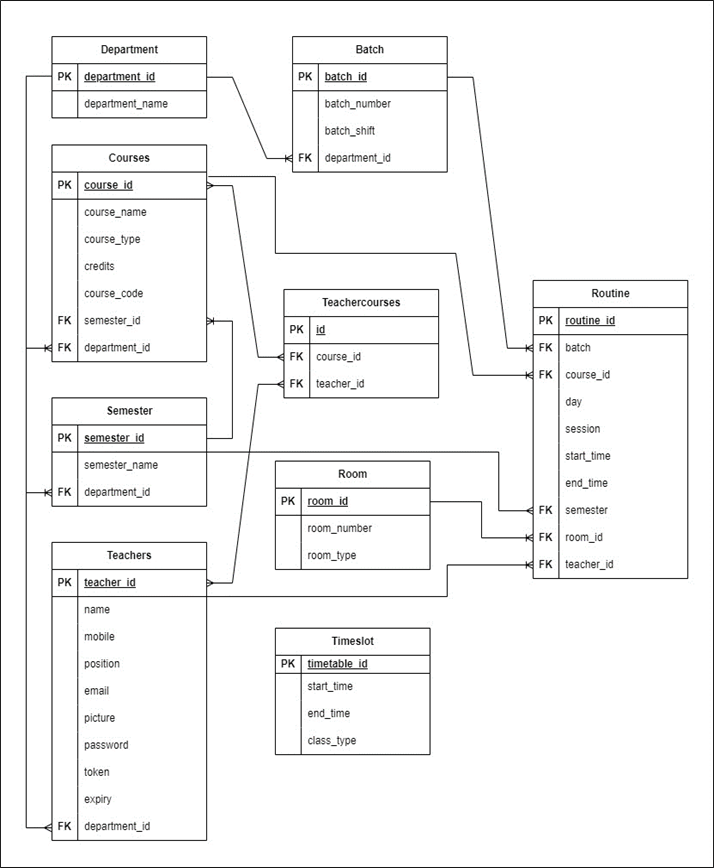 Department
PK department_id
department_name
Batch
PK batch_id
batch_number
batch_shift
FK department_id
Courses
PK course_id
course_name
course_type
credits
course_code
FK semester_id
FK department_id
Teachercourses
PK id
FK course_id
FK teacher_id
Routine
PK routine_id
FK batch
FK course_id
day
session
start_time
end_time
FK semester
FK room_id
FK teacher_id
Semester
PK semester_id
semester_name
FK department_id
Room
PK room_id
room_number
room_type
Teachers
PK teacher_id
name
mobile
position
email
picture
password
token
expiry
FK department_id
Timeslot
PK timetable_id
start_time
end_time
class_type